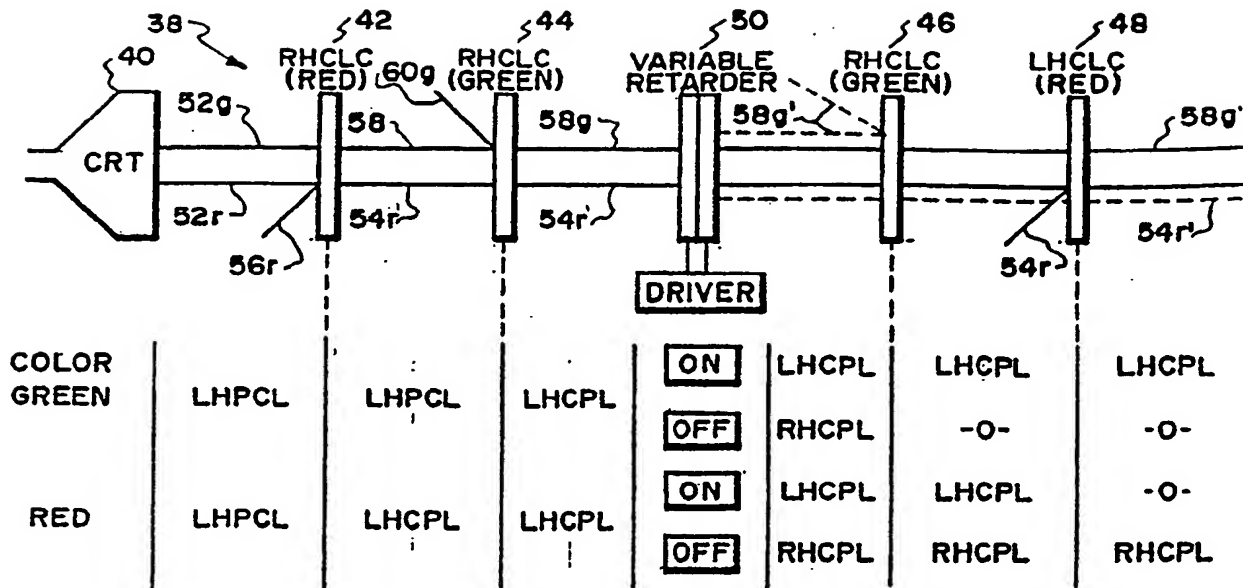 38
40
42
RHCLC
(RED)
44
RHCLC
(GREEN)
60g
50
VARIABLE
RETARDER
46
RHCLC
(GREEN)
48
LHCLC
(RED)
52g
58
58g
58g'
58g'
CRT
52r
54r'
54r'
54r'
56r
54r
DRIVER
COLOR
GREEN
LHPCL
LHPCL
LHCPL
ON
LHCPL
LHCPL
LHCPL
OFF
RHCPL
-O-
-O-
RED
LHPCL
LHCPL
LHCPL
ON
LHCPL
LHCPL
-O-
OFF
RHCPL
RHCPL
RHCPL